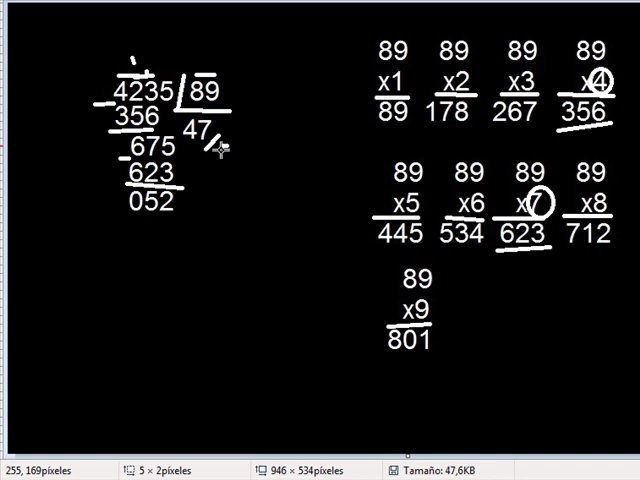 4235 89
356 47
675
623
052
89 89 89 89
x1 x2 x3 x4
89 178 267 356
89 89 89 89
x5 x6 x7 x8
445 534 623 712
89
x9
801
255, 169píxeles 5 × 2píxeles 946 × 534píxeles Tamaño: 47,6KB